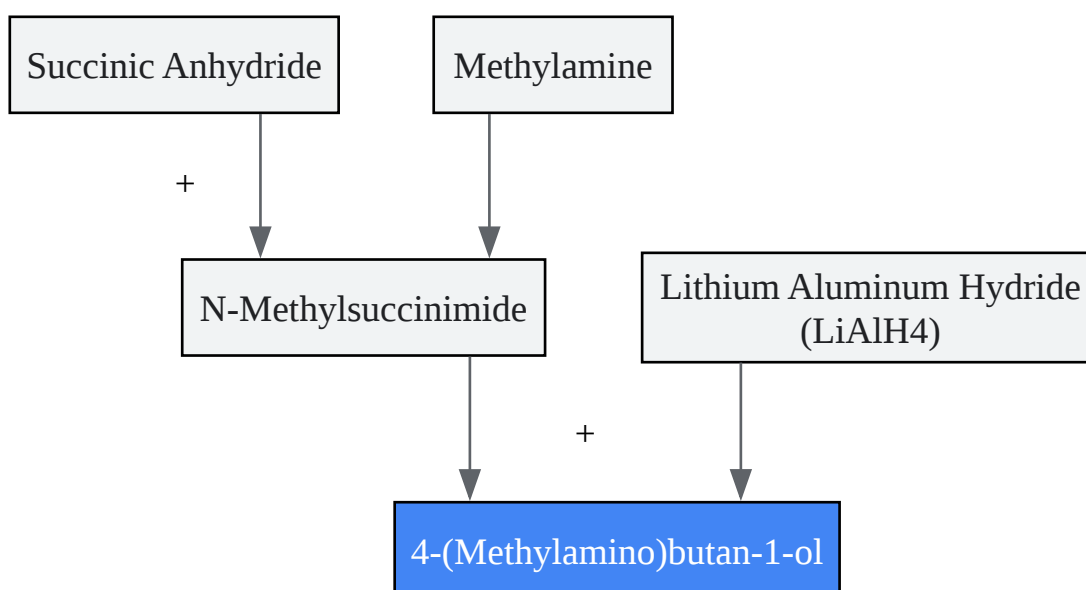 Succinic Anhydride
Methylamine
+
N-Methylsuccinimide
Lithium Aluminum Hydride
(LiAlH4)
+
4-(Methylamino)butan-1-ol